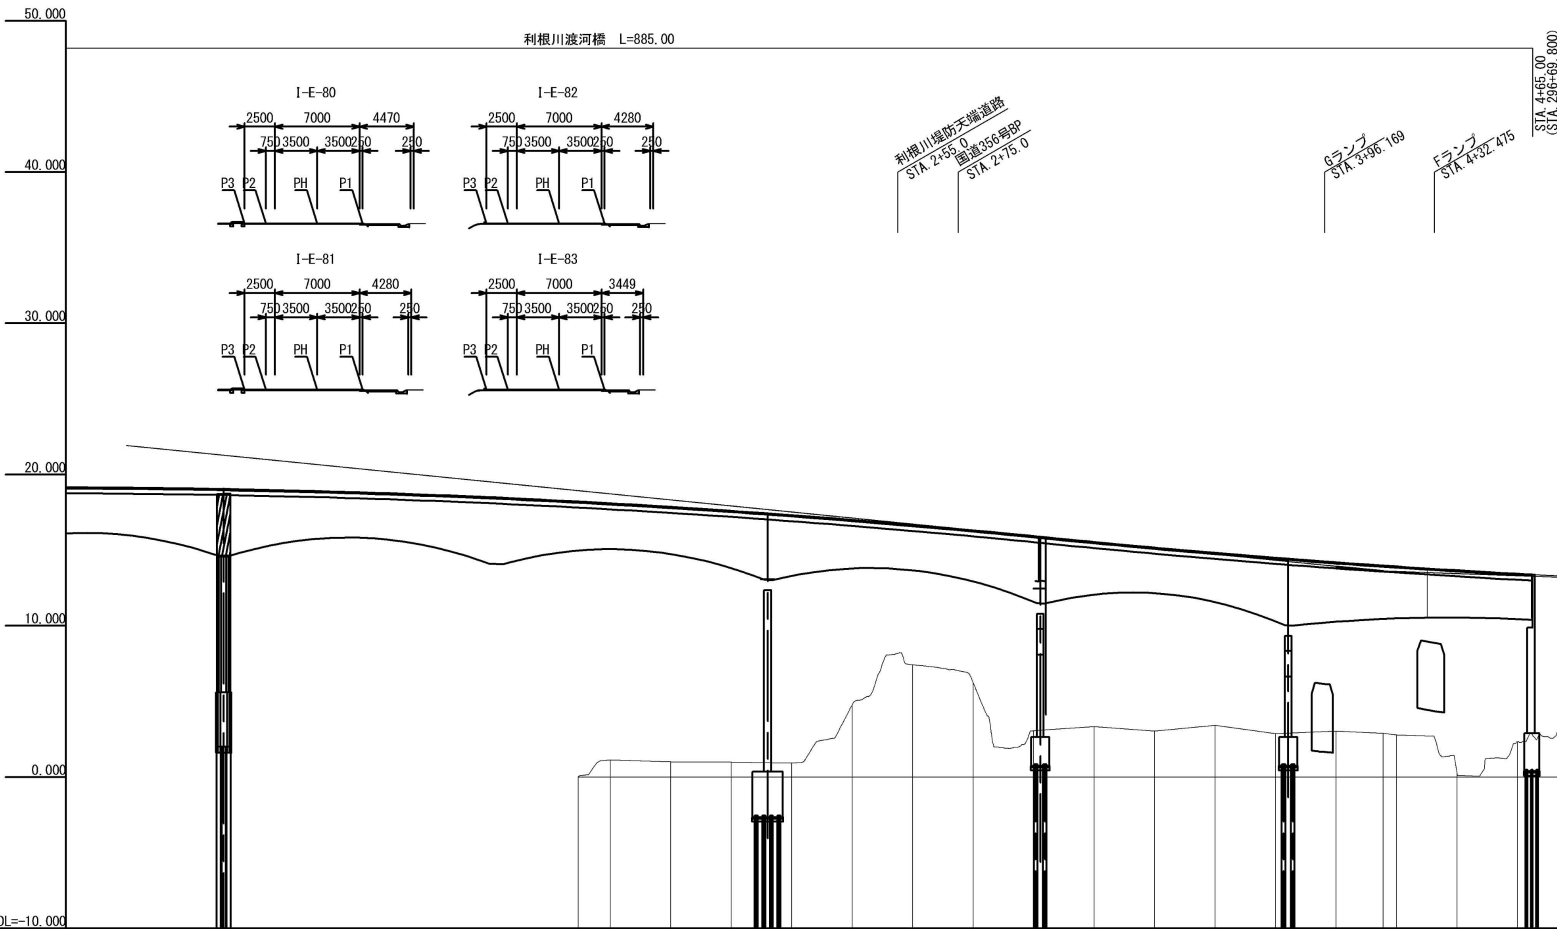 50.000
利根川渡河橋 L=885.00
STA. 4+65.00
(STA. 296+69.800)
I-E-80
2500 7000 4470
750 3500 3500 250 250
P3 P2 PH P1
I-E-82
2500 7000 4280
750 3500 3500 250 250
P3 P2 PH P1
利根川堤防天端道路
STA. 2+55.0
国道356号BP
STA. 2+75.0
Gランプ
STA. 3+96.169
Fランプ
STA. 4+32.475
40.000
I-E-81
2500 7000 4280
750 3500 3500 250 250
P3 P2 PH P1
I-E-83
2500 7000 3449
750 3500 3500 250 250
P3 P2 PH P1
30.000
20.000
10.000
0.000
DL=-10.000